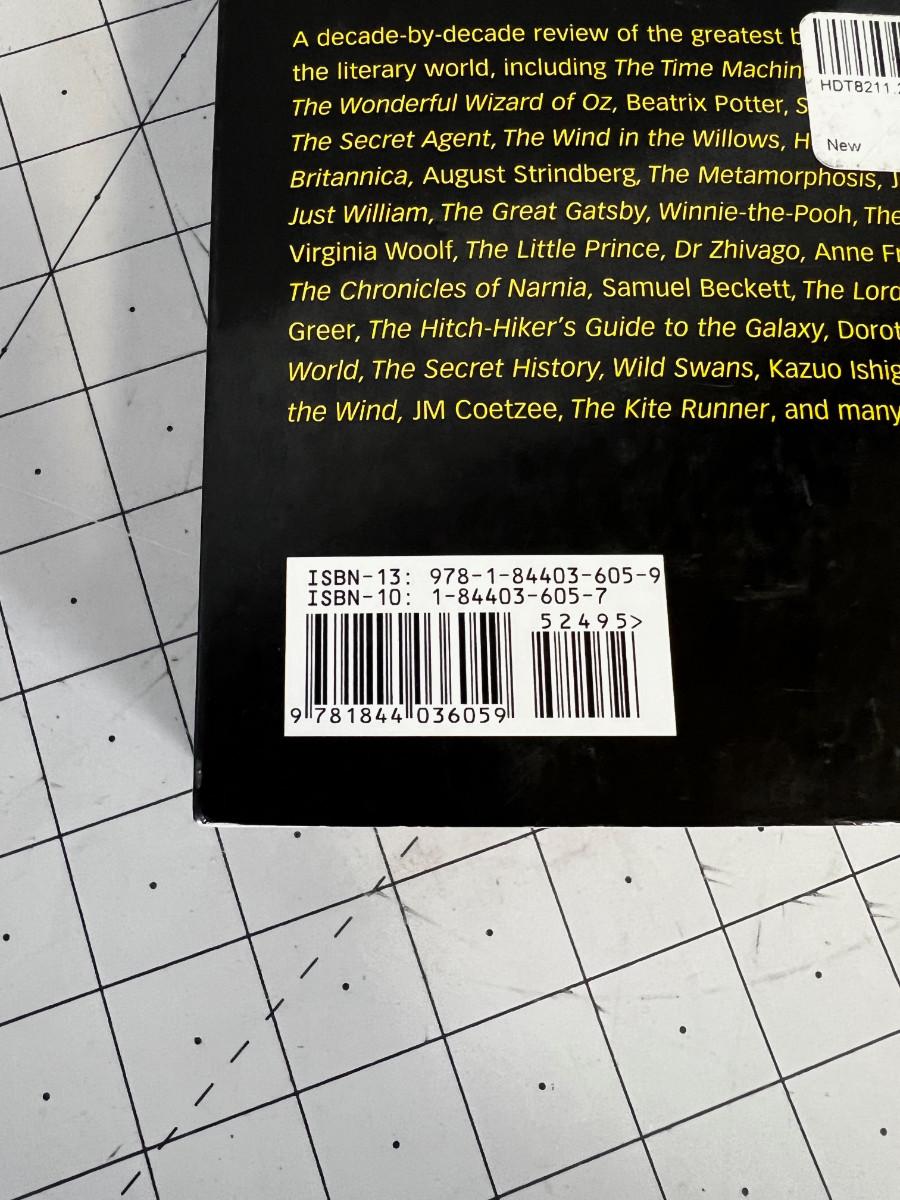 A decade-by-decade review of the greatest
the literary world, including The Time
The Wonderful Wizard of Oz, Beatrix Potter,
The Secret Agent, The Wind in the Willows,
Britannica, August Strindberg, The Metamorphosis,
Just William, The Great Gatsby, Winnie-the-Pooh, The
Virginia Woolf, The Little Prince, Dr Zhivago, Anne
The Chronicles of Narnia, Samuel Beckett, The Lord
Greer, The Hitch-Hiker's Guide to the Galaxy,
World, The Secret History, Wild Swans, Kazuo
the Wind, JM Coetzee, The Kite Runner, and many
HDT8211.
New
ISBN-13: 978-1-84403-605-9
ISBN-10: 1-84403-605-7
52495>
9 781844 036059